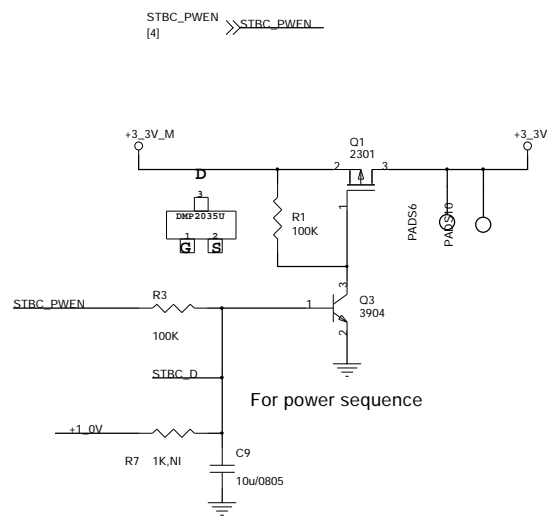 STBC_PWEN
[4]
STBC_PWEN
+3_3V_M
Q1
2301
+3_3V
D
2
3
3
DMP2035U
1
2
G
S
R1
100K
1
PADS6
PADS10
STBC_PWEN
R3
100K
1
3
Q3
3904
2
STBC_D
For power sequence
+1_0V
R7
1K,NI
C9
10u/0805